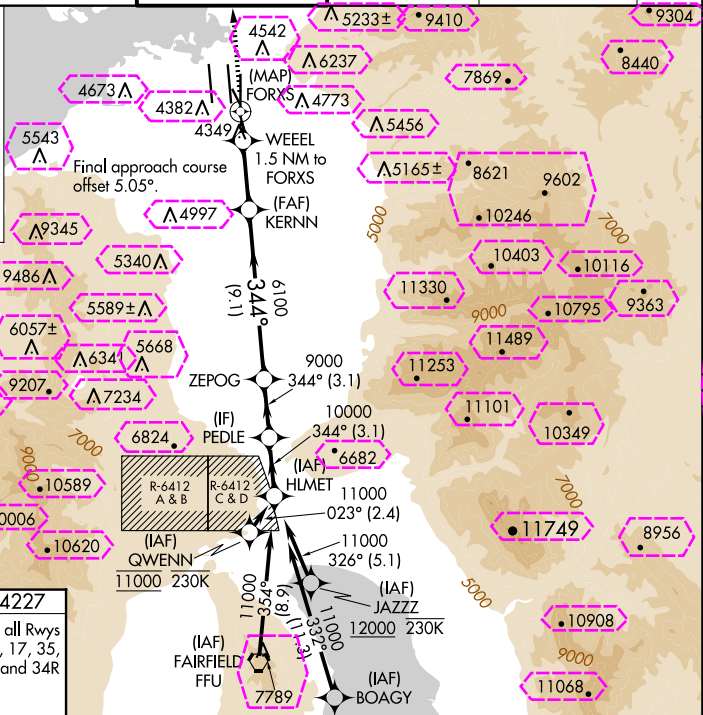 4542
5233±
9410
9304
6237
8440
7869
4673
4382
(MAP)
FORXS
4773
4349
5456
5543
WEEEL
1.5 NM to
FORXS
Final approach course
offset 5.05°.
5165±
8621
9602
10246
4997
(FAF)
KERNN
5000
7000
9345
5340
10403
10116
9486
6100
344°
(9.1)
11330
9363
5589±
9000
10795
6057±
6341
5668
11489
ZEPOG
9000
344° (3.1)
11253
9207
7234
10000
344° (3.1)
(IF)
PEDLE
11101
10349
7000
6824
6682
9000
(IAF)
HLMET
R-6412
A & B
R-6412
C & D
10589
11000
023° (2.4)
7000
0006
11749
8956
10620
(IAF)
QWENN
11000 230K
11000
326° (5.1)
(IAF)
JAZZZ
12000 230K
5000
11000
354°
(8.9)
11000
332°
(11.3)
4227
all Rwys
, 17, 35,
and 34R
(IAF)
FAIRFIELD
FFU
7789
10908
9000
(IAF)
BOAGY
11068